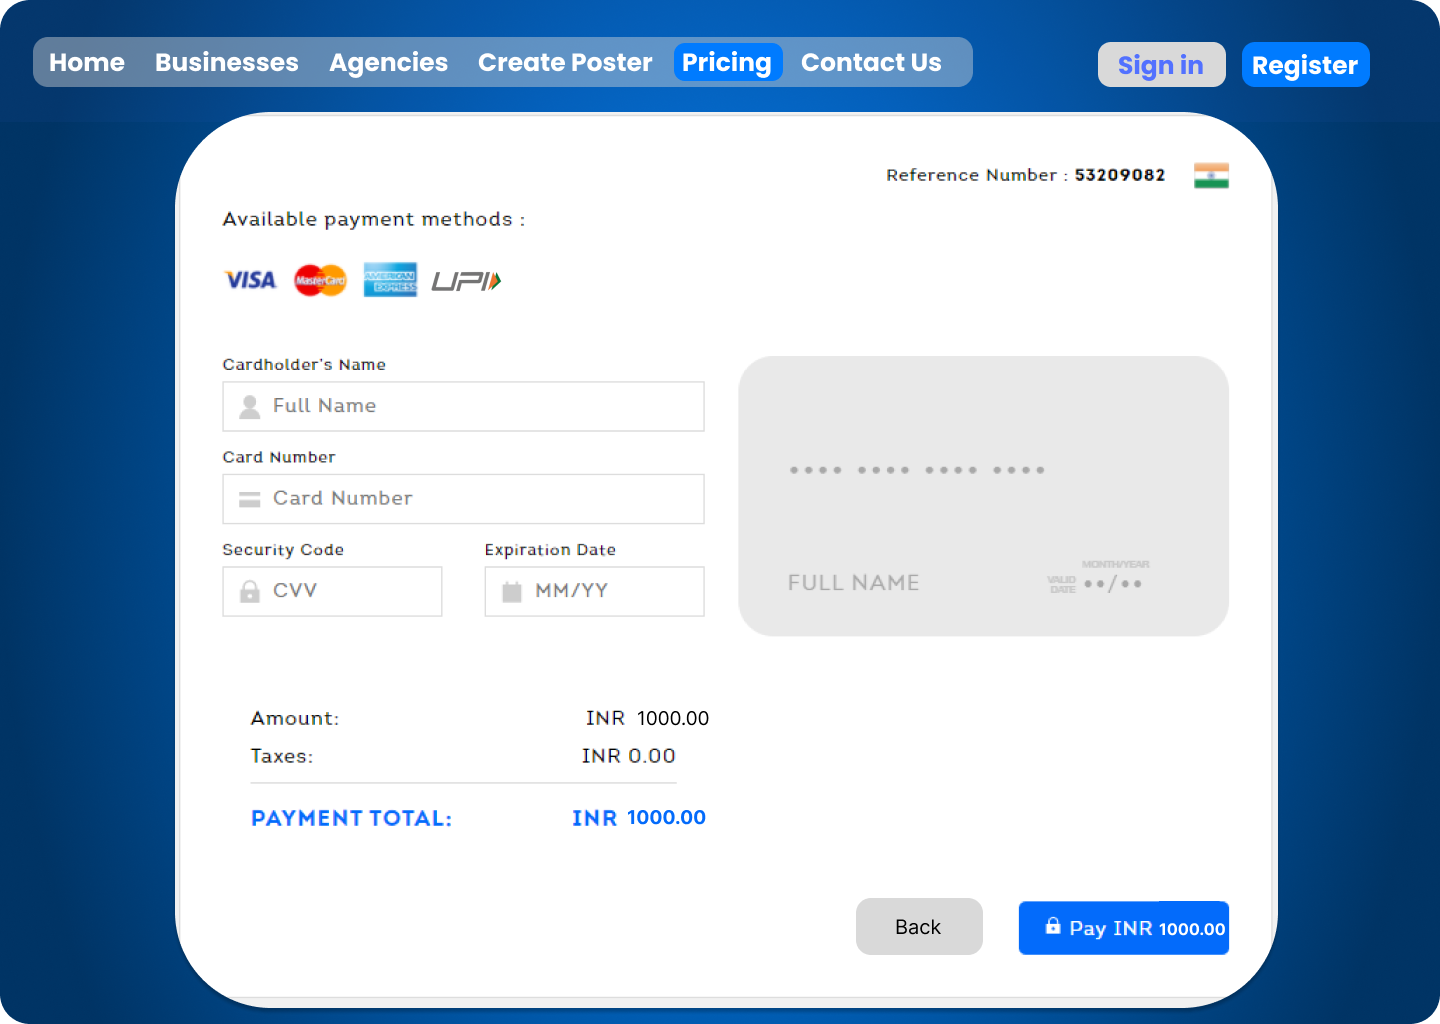 Home Businesses Agencies Create Poster Pricing Contact Us Sign in Register
Reference Number : 53209082
Available payment methods :
VISA MasterCard AMERICAN EXPRESS UPI
Cardholder's Name
Full Name
Card Number
Card Number
Security Code Expiration Date
CVV MM/YY
•••• •••• •••• ••••
MONTH/YEAR
FULL NAME VALID DATE ••/••
Amount: INR 1000.00
Taxes: INR 0.00
PAYMENT TOTAL: INR 1000.00
Back Pay INR 1000.00